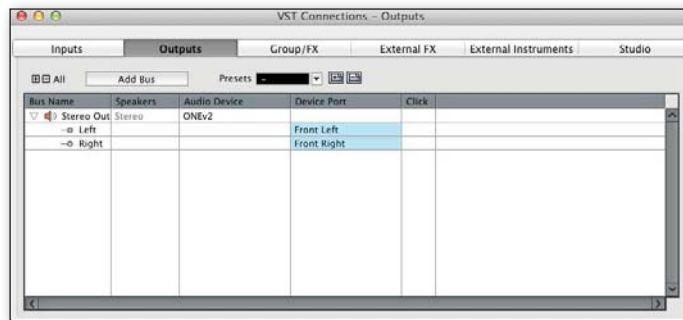 VST Connections – Outputs
Inputs Outputs Group/FX External FX External Instruments Studio
All Add Bus Presets –
Bus Name Speakers Audio Device Device Port Click
Stereo Out Stereo ONEv2
Left Front Left
Right Front Right